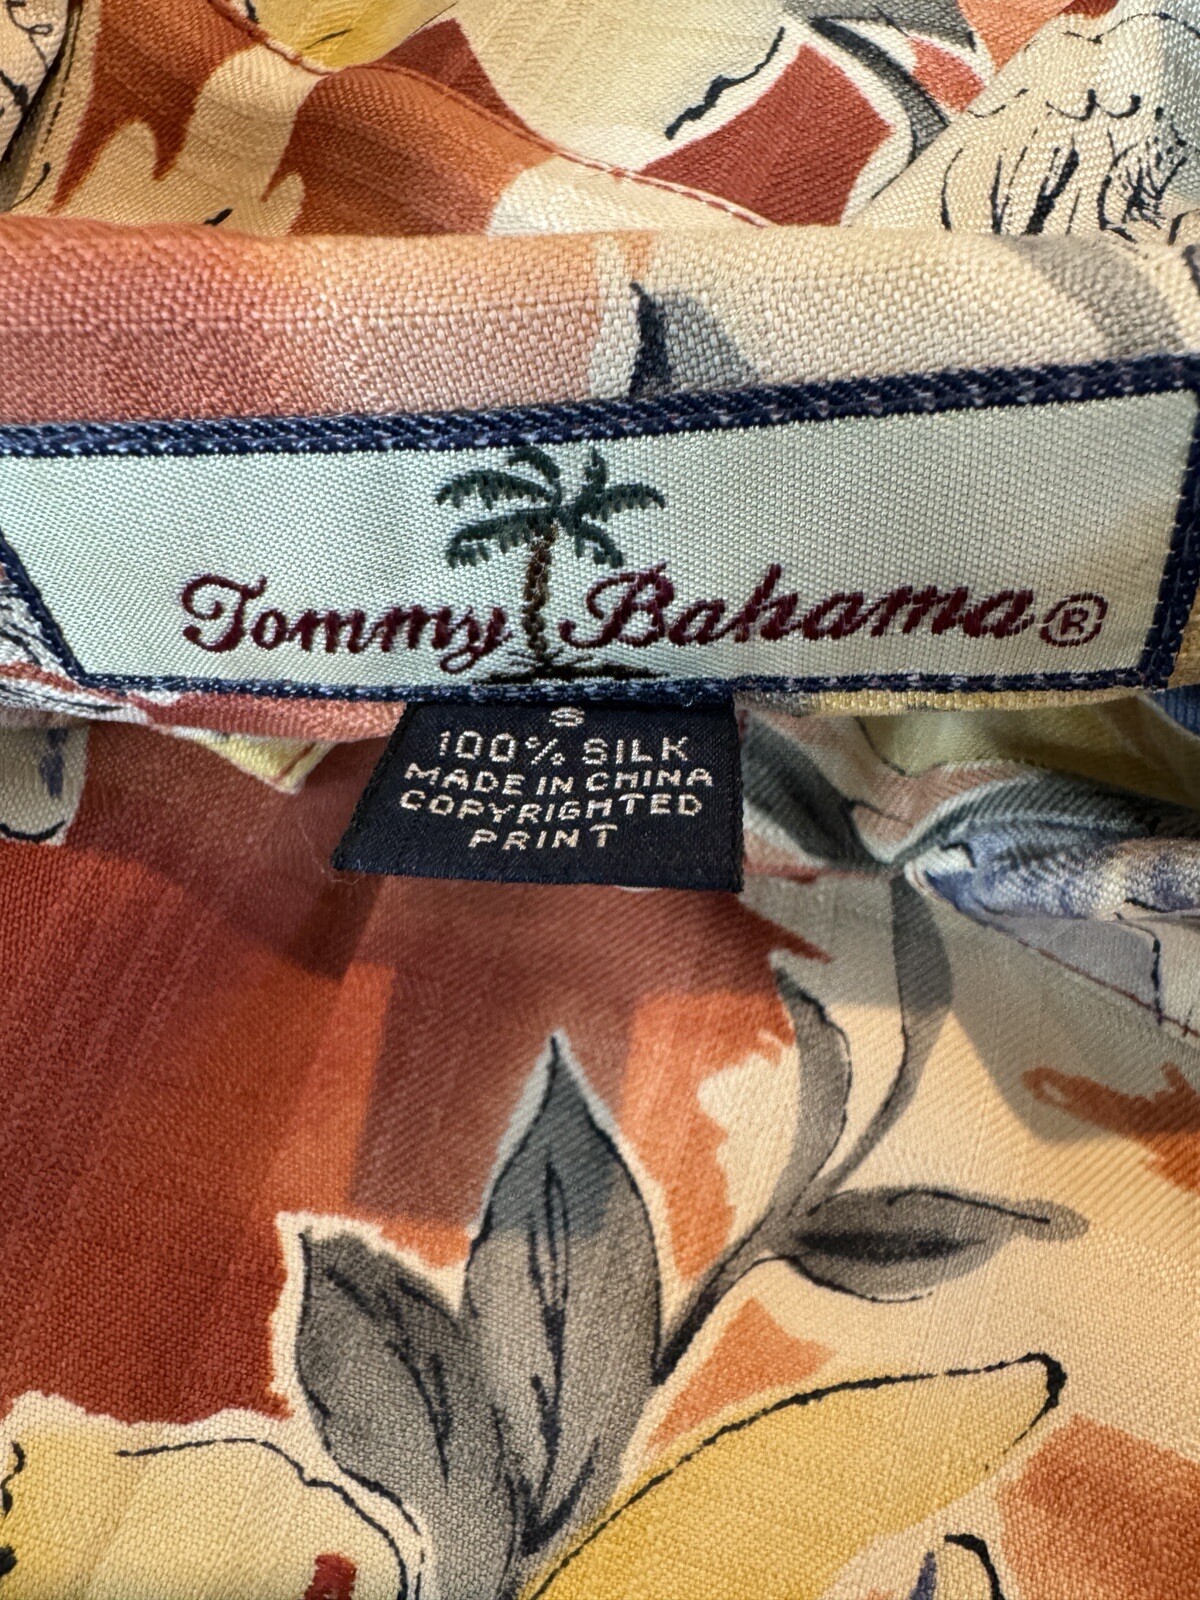 Tommy Bahama®
S
100% SILK
MADE IN CHINA
COPYRIGHTED
PRINT